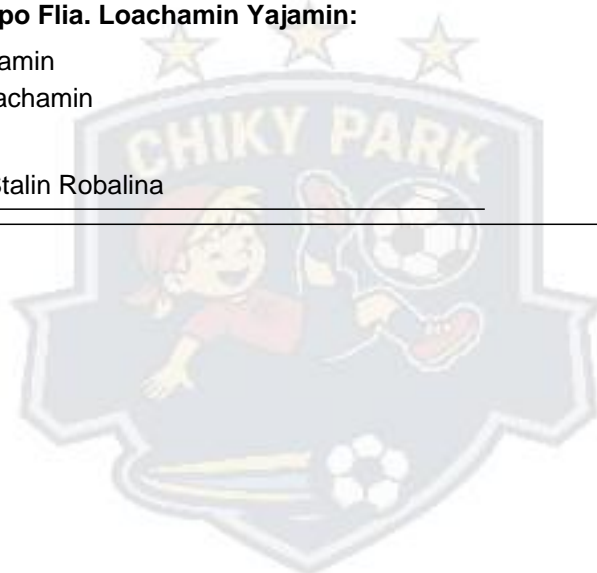 po Flia. Loachamin Yajamin:
amin
achamin
CHIKY PARK
Stalin Robalina